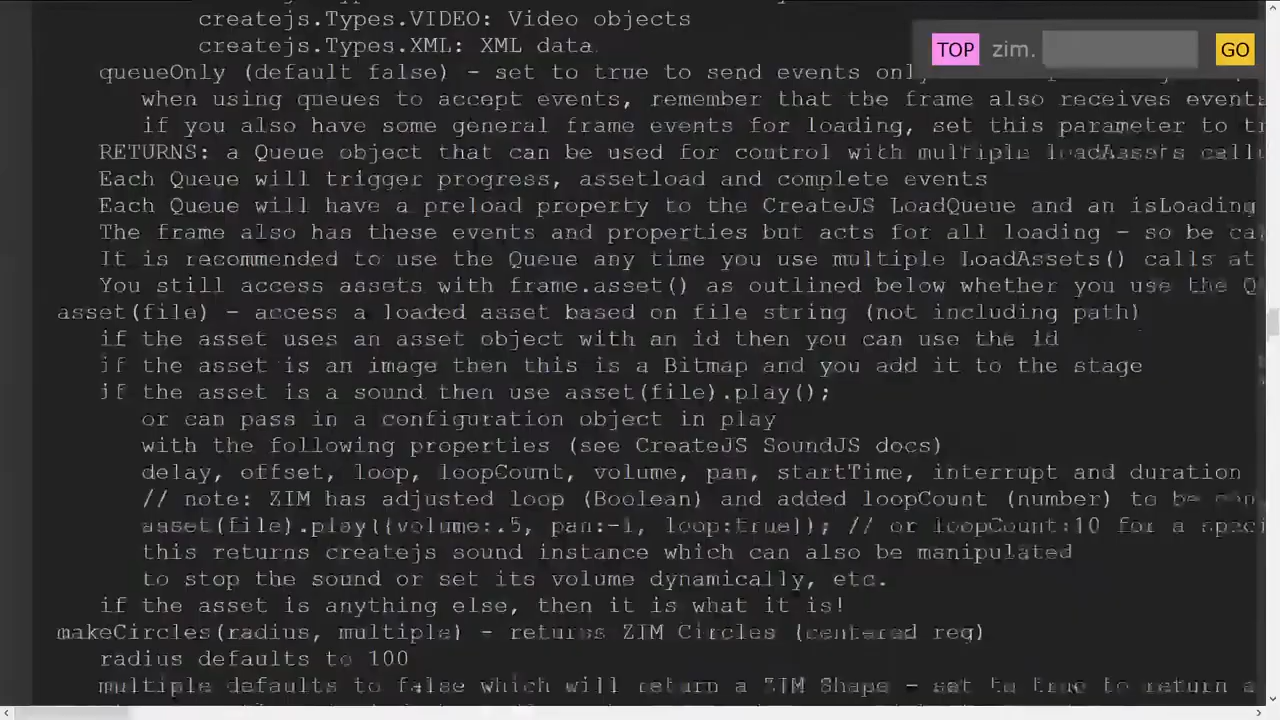 createjs.Types.VIDEO: Video objects
TOP zim. GO
createjs.Types.XML: XML data
queueOnly (default false) - set to true to send events only
when using queues to accept events, remember that the frame also receives events
if you also have some general frame events for loading, set this parameter to
RETURNS: a Queue object that can be used for control with multiple loadAssets
Each Queue will trigger progress, assetload and complete events
Each Queue will have a preload property to the CreateJS LoadQueue and an isLoading
The frame also has these events and properties but acts for all loading - so be
It is recommended to use the Queue any time you use multiple LoadAssets() calls at
You still access assets with frame.asset() as outlined below whether you use the
asset(file) - access a loaded asset based on file string (not including path)
if the asset uses an asset object with an id then you can use the id
if the asset is an image then this is a Bitmap and you add it to the stage
if the asset is a sound then use asset(file).play();
or can pass in a configuration object in play
with the following properties (see CreateJS SoundJS docs)
delay, offset, loop, loopCount, volume, pan, startTime, interrupt and duration
// note: ZIM has adjusted loop (Boolean) and added loopCount (number) to be
asset(file).play({volume:.5, pan:-1, loop:true}); // or loopCount:10 for a
this returns createjs sound instance which can also be manipulated
to stop the sound or set its volume dynamically, etc.
if the asset is anything else, then it is what it is!
makeCircles(radius, multiple) - returns ZIM Circles (centered reg)
radius defaults to 100
multiple defaults to false which will return a ZIM Shape - set to true to return a